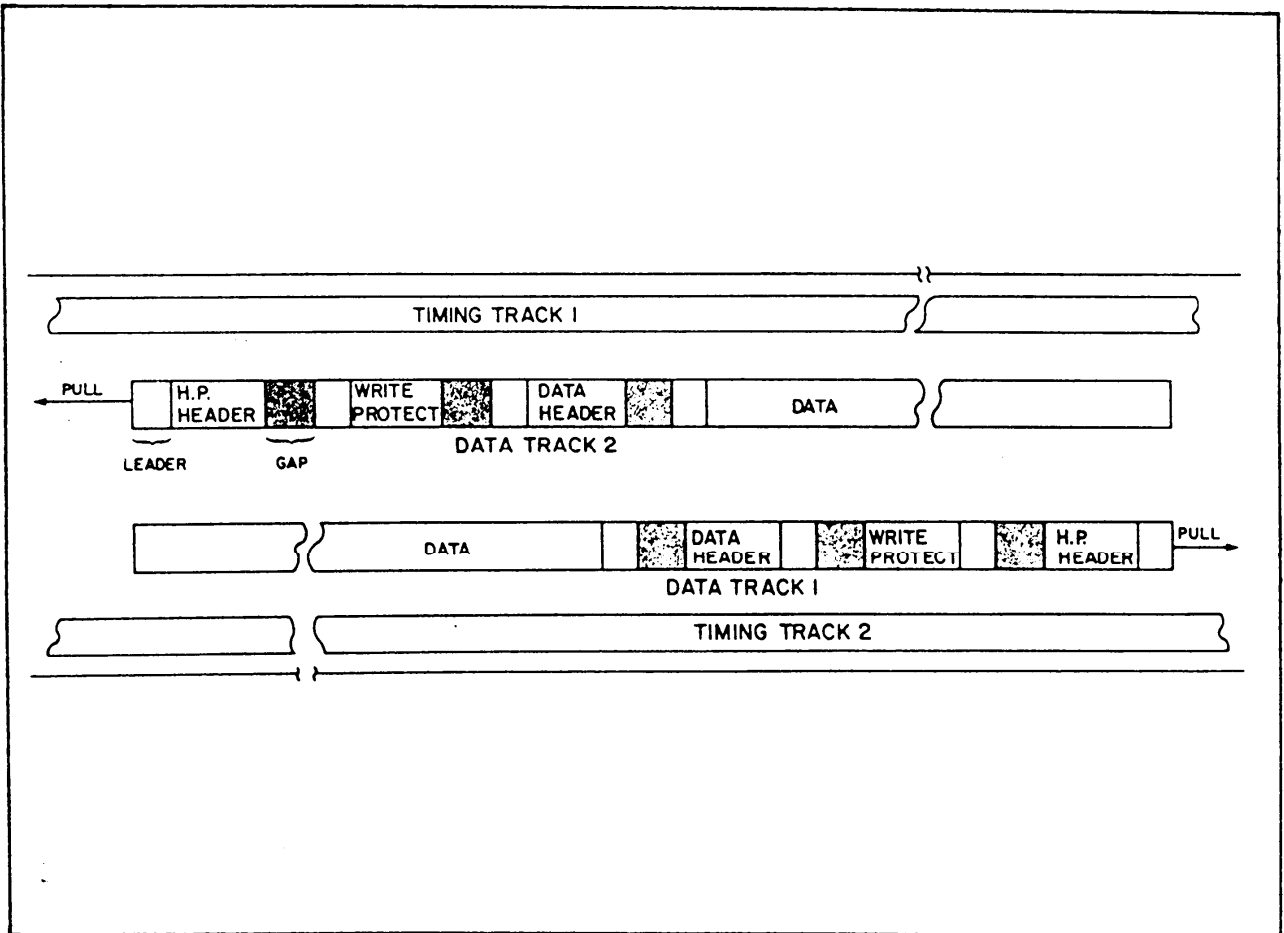 TIMING TRACK 1
PULL
H.P.
HEADER
WRITE
PROTECT
DATA
HEADER
DATA
LEADER
GAP
DATA TRACK 2
DATA
DATA
HEADER
WRITE
PROTECT
H.P.
HEADER
PULL
DATA TRACK 1
TIMING TRACK 2